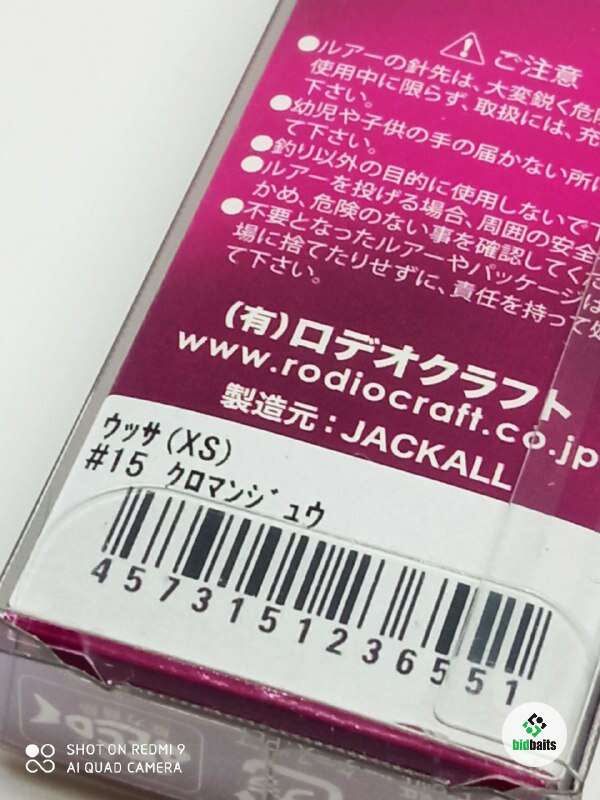 ⚠ご注意
●ルアーの針先は、大変鋭く危険
使用中に限らず、取扱には、充
下さい。
●幼児や子供の手の届かない所に
て下さい。
●釣り以外の目的に使用しないで下
●ルアーを投げる場合、周囲の安全
かめ、危険のない事を確認してくだ
●不要となったルアーやパッケージは
場に捨てたりせずに、責任を持って処
て下さい。
(有)ロデオクラフト
www.rodiocraft.co.jp
製造元:JACKALL
ウッサ(XS)
#15 クロマンジュウ
4573151236551
SHOT ON REDMI 9
AI QUAD CAMERA
bidbaits